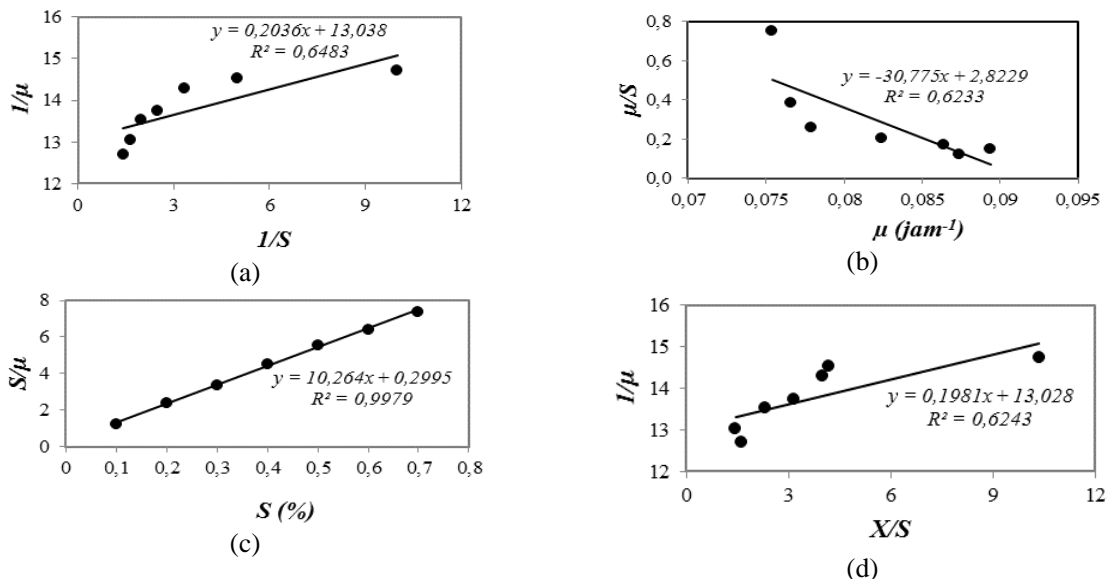 16
15
14
13
12
1/μ
y = 0,2036x + 13,038
R² = 0,6483
0 3 6 9 12
1/S
(a)
0,8
0,6
0,4
0,2
0,0
μ/S
y = -30,775x + 2,8229
R² = 0,6233
0,07 0,075 0,08 0,085 0,09 0,095
μ (jam⁻¹)
(b)
8
6
4
2
0
S/μ
y = 10,264x + 0,2995
R² = 0,9979
0 0,1 0,2 0,3 0,4 0,5 0,6 0,7 0,8
S (%)
(c)
16
15
14
13
12
1/μ
y = 0,1981x + 13,028
R² = 0,6243
0 3 6 9 12
X/S
(d)